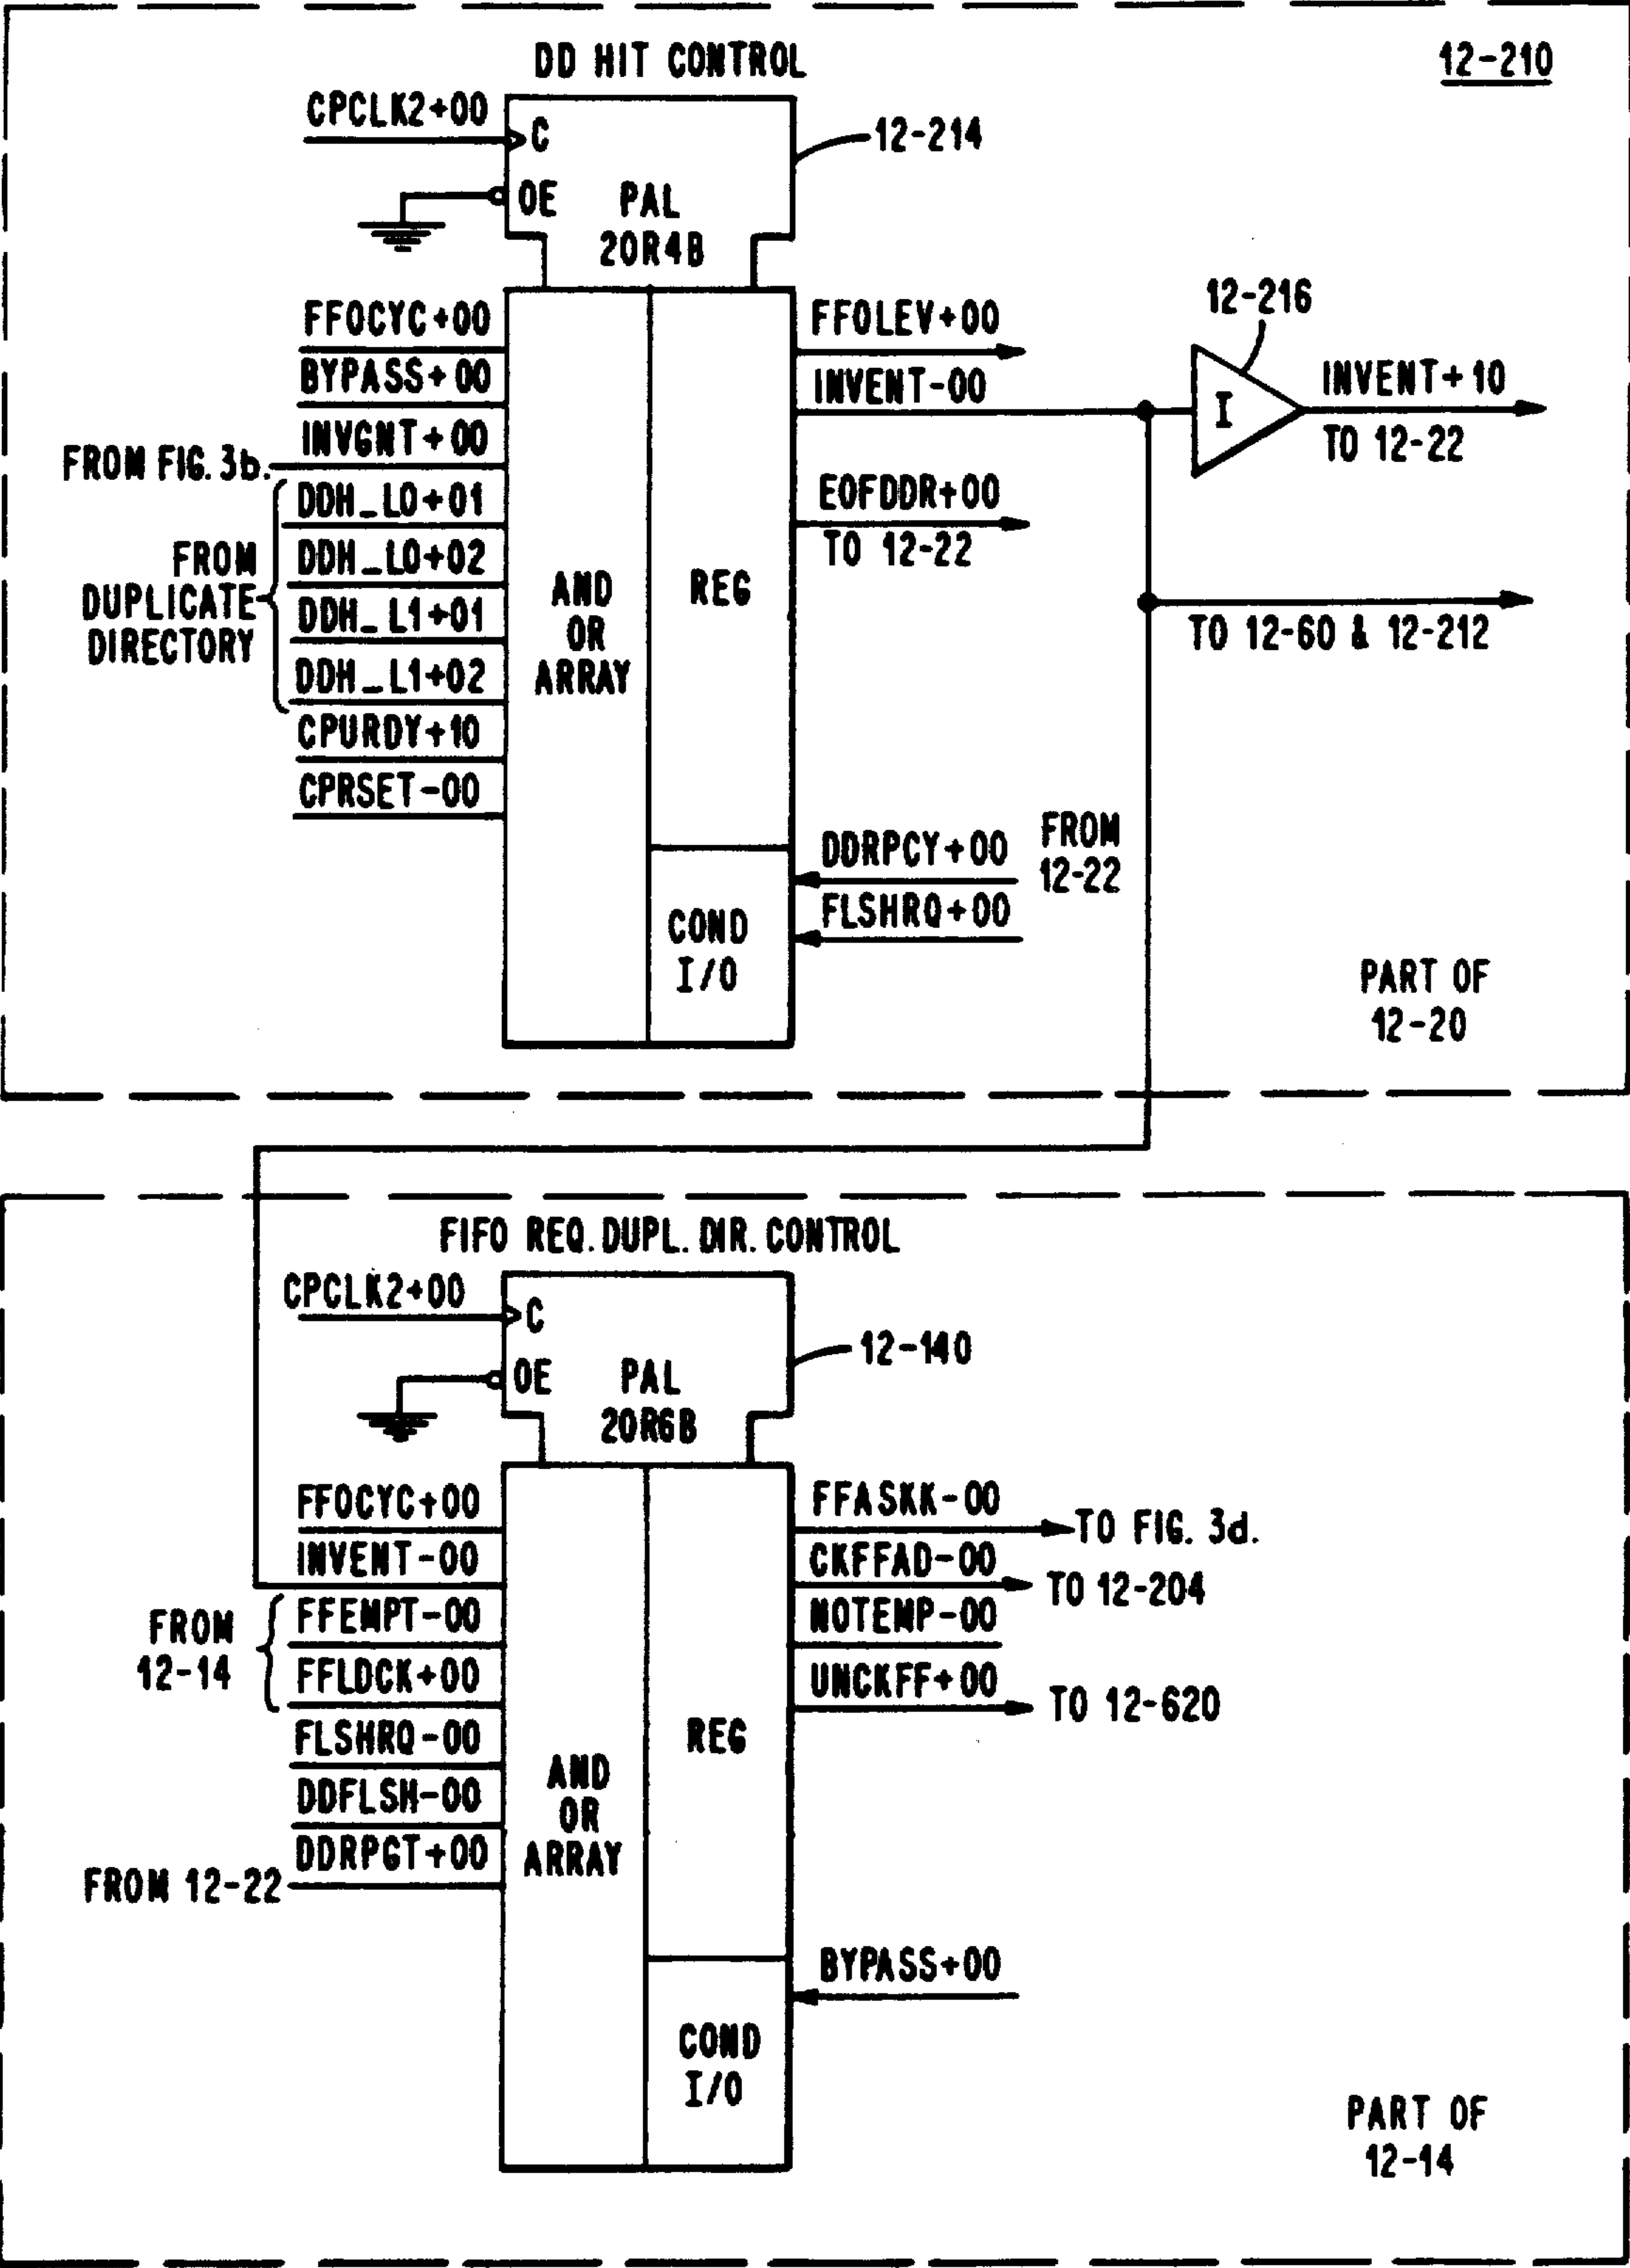 DD HIT CONTROL
12-210
CPCLK2+00
C
12-214
OE
PAL
20R4B
FFOCYC+00
BYPASS+00
INVGNT+00
FROM FIG. 3b.
DDH_L0+01
DDH_L0+02
DDH_L1+01
DDH_L1+02
FROM
DUPLICATE
DIRECTORY
CPURDY+10
CPRSET-00
AND
OR
ARRAY
REG
COND
I/O
FFOLEV+00
INVENT-00
EOFDDR+00
TO 12-22
12-216
I
INVENT+10
TO 12-22
TO 12-60 & 12-212
DDRPCY+00
FLSHRQ+00
FROM
12-22
PART OF
12-20
FIFO REQ. DUPL. DIR. CONTROL
CPCLK2+00
C
12-140
OE
PAL
20R6B
FFOCYC+00
INVENT-00
FFEMPT-00
FFLDCK+00
FROM
12-14
FLSHRQ-00
DDFLSH-00
DDRPGT+00
FROM 12-22
AND
OR
ARRAY
REG
COND
I/O
FFASKK-00
TO FIG. 3d.
CKFFAD-00
TO 12-204
NOTEMP-00
UNCKFF+00
TO 12-620
BYPASS+00
PART OF
12-14